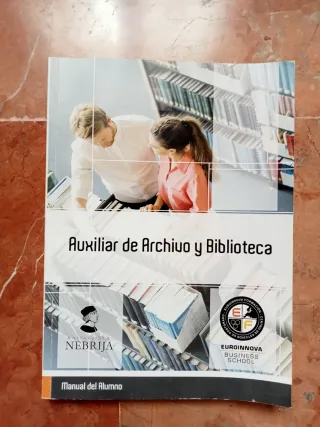 Auxiliar de Archivo y Biblioteca
NEBRIJA
EUROINNOVA
BUSINESS
SCHOOL
Manual del Alumno